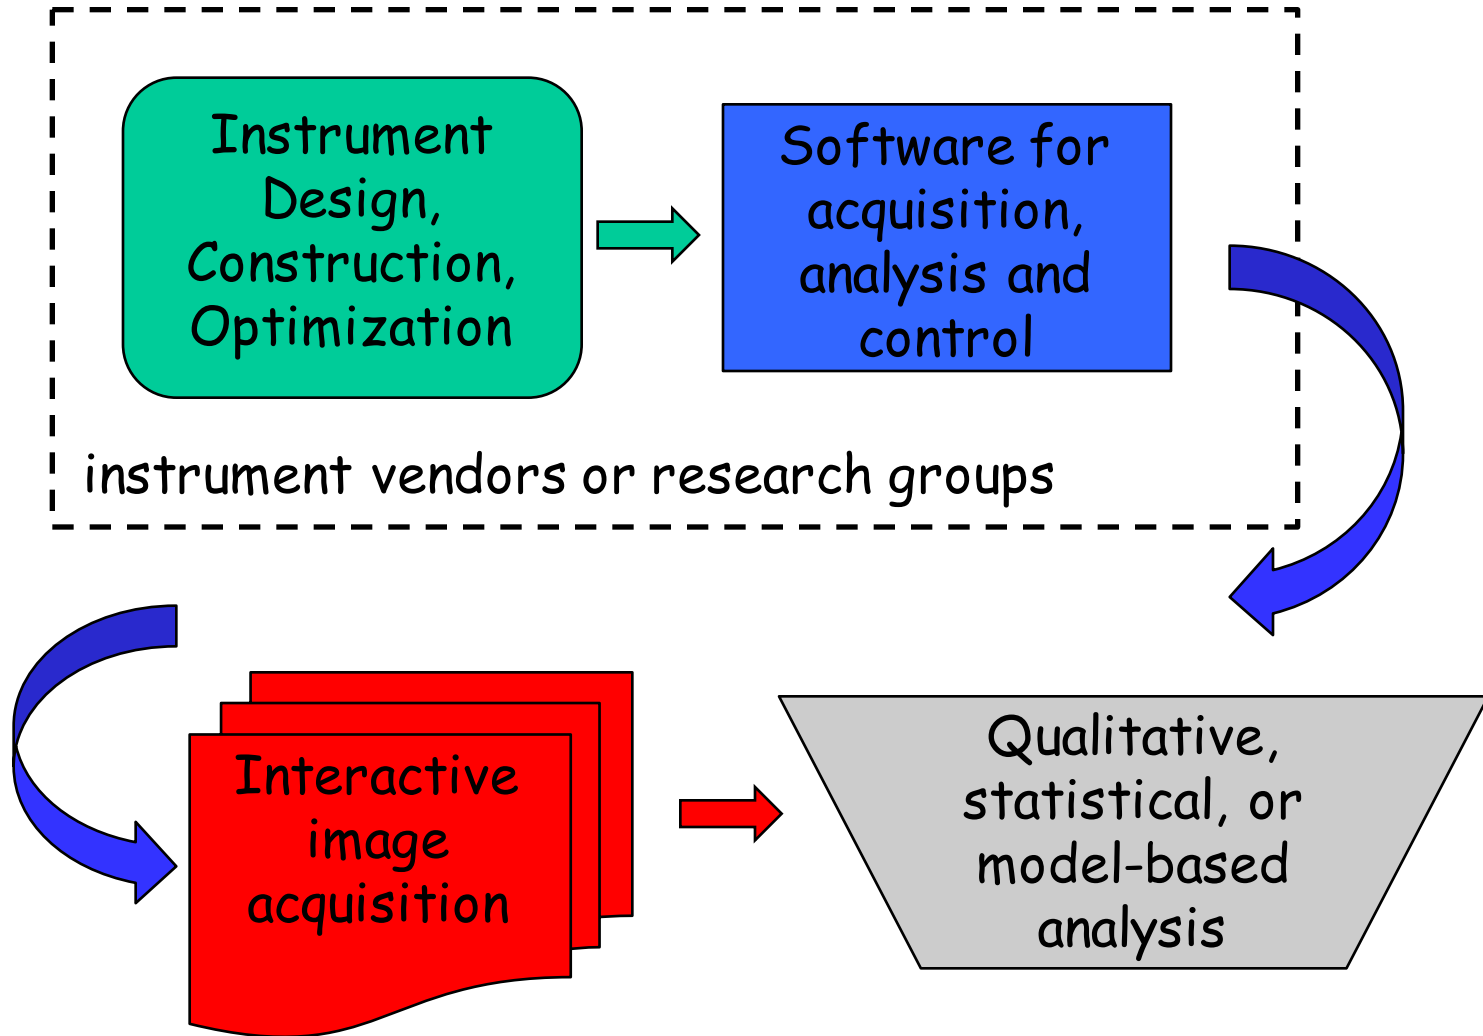 Instrument
Design,
Construction,
Optimization
Software for
acquisition,
analysis and
control
instrument vendors or research groups
Interactive
image
acquisition
Qualitative,
statistical, or
model-based
analysis